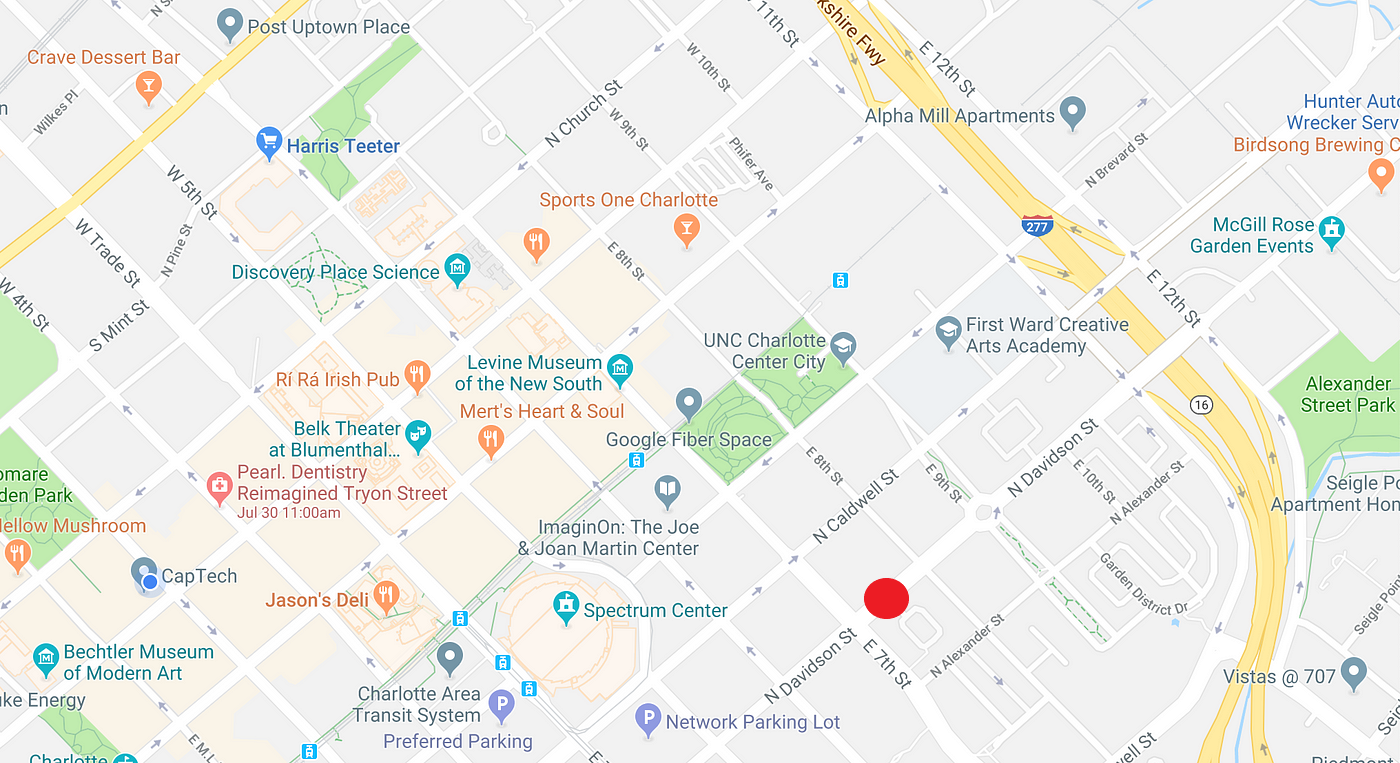 Post Uptown Place
Crave Dessert Bar
Wilkes Pl
N Church St
W 10th St
11th St
kshire Fwy
E 12th St
W 9th St
Phifer Ave
Alpha Mill Apartments
N Brevard St
Hunter Auto
Wrecker Serv
Birdsong Brewing C
Harris Teeter
W 5th St
W Trate St
W 4th St
N Pine St
S Mint St
Sports One Charlotte
E 8th St
Discovery Place Science
277
McGill Rose
Garden Events
E 12th St
UNC Charlotte
Center City
First Ward Creative
Arts Academy
Levine Museum
of the New South
Rí Rá Irish Pub
Mert's Heart & Soul
Belk Theater
at Blumenthal...
Google Fiber Space
16
Alexander
Street Park
Pearl. Dentistry
Reimagined Tryon Street
Jul 30 11:00am
omare
den Park
ellow Mushroom
E 8th St
E 9th St
N Davidson St
E 10th St
N Alexander St
N Caldwell St
Seigle Po
Apartment Hom
ImaginOn: The Joe
& Joan Martin Center
CapTech
Jason's Deli
Spectrum Center
Garden District Dr
N Alexander St
Seigle Poin
N Davidson St
E 7th St
Bechtler Museum
of Modern Art
uke Energy
Charlotte Area
Transit System
Preferred Parking
Network Parking Lot
Vistas @ 707
E M.L.
Charlotte
well St
Seig
Piedmont